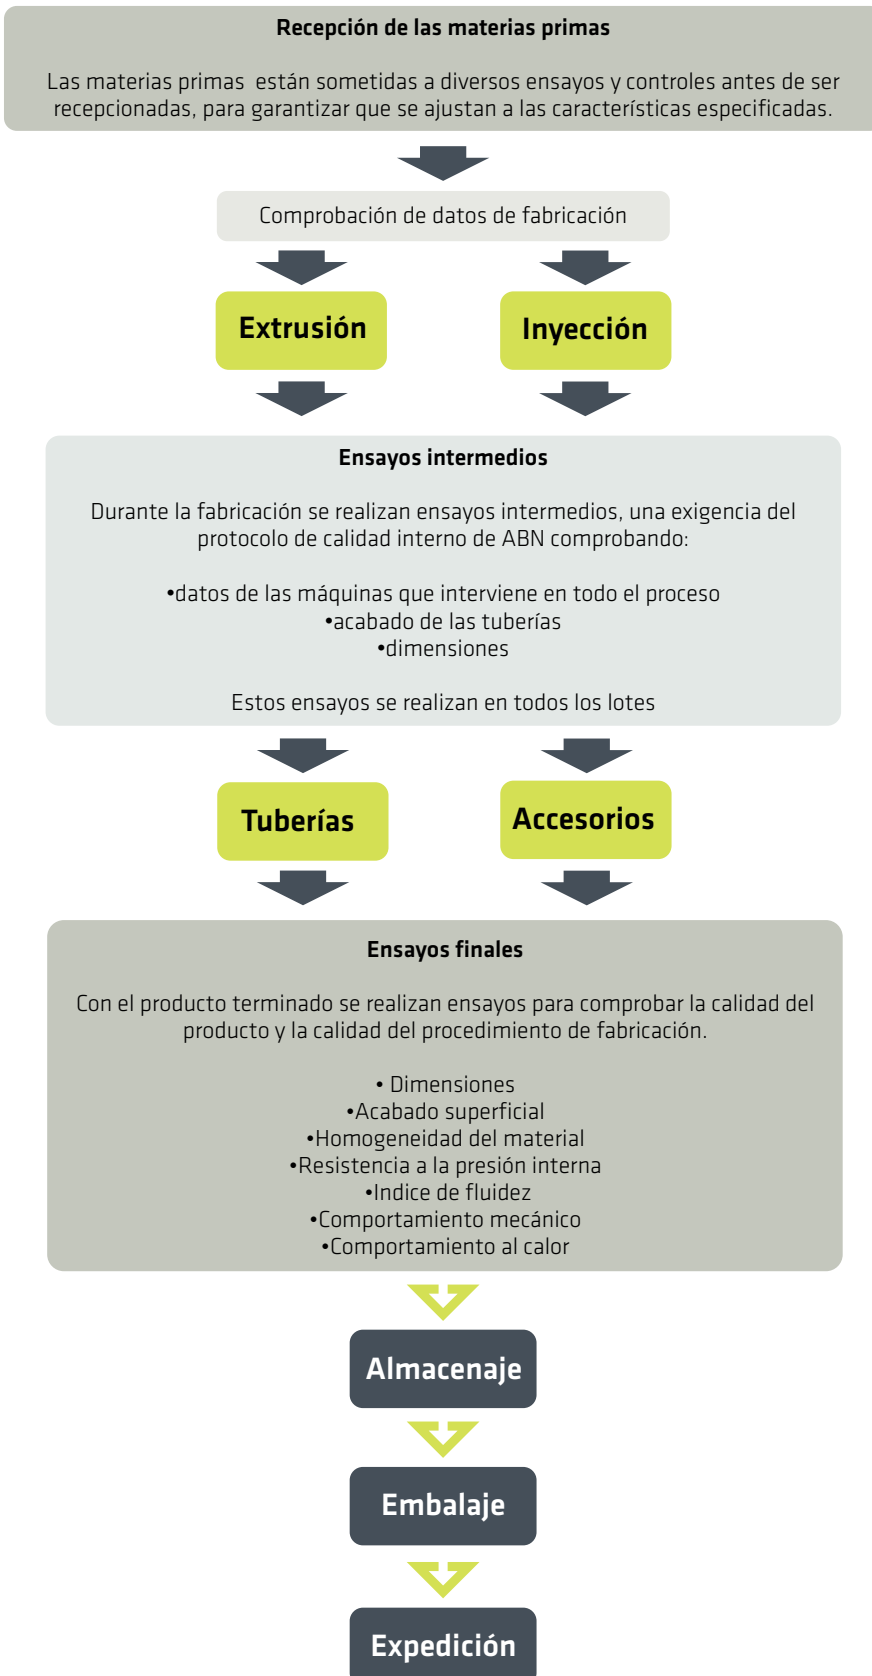 Recepción de las materias primas
Las materias primas están sometidas a diversos ensayos y controles antes de ser
recepcionadas, para garantizar que se ajustan a las características especificadas.
Comprobación de datos de fabricación
Extrusión
Inyección
Ensayos intermedios
Durante la fabricación se realizan ensayos intermedios, una exigencia del
protocolo de calidad interno de ABN comprobando:
•datos de las máquinas que interviene en todo el proceso
•acabado de las tuberías
•dimensiones
Estos ensayos se realizan en todos los lotes
Tuberías
Accesorios
Ensayos finales
Con el producto terminado se realizan ensayos para comprobar la calidad del
producto y la calidad del procedimiento de fabricación.
• Dimensiones
•Acabado superficial
•Homogeneidad del material
•Resistencia a la presión interna
•Indice de fluidez
•Comportamiento mecánico
•Comportamiento al calor
Almacenaje
Embalaje
Expedición